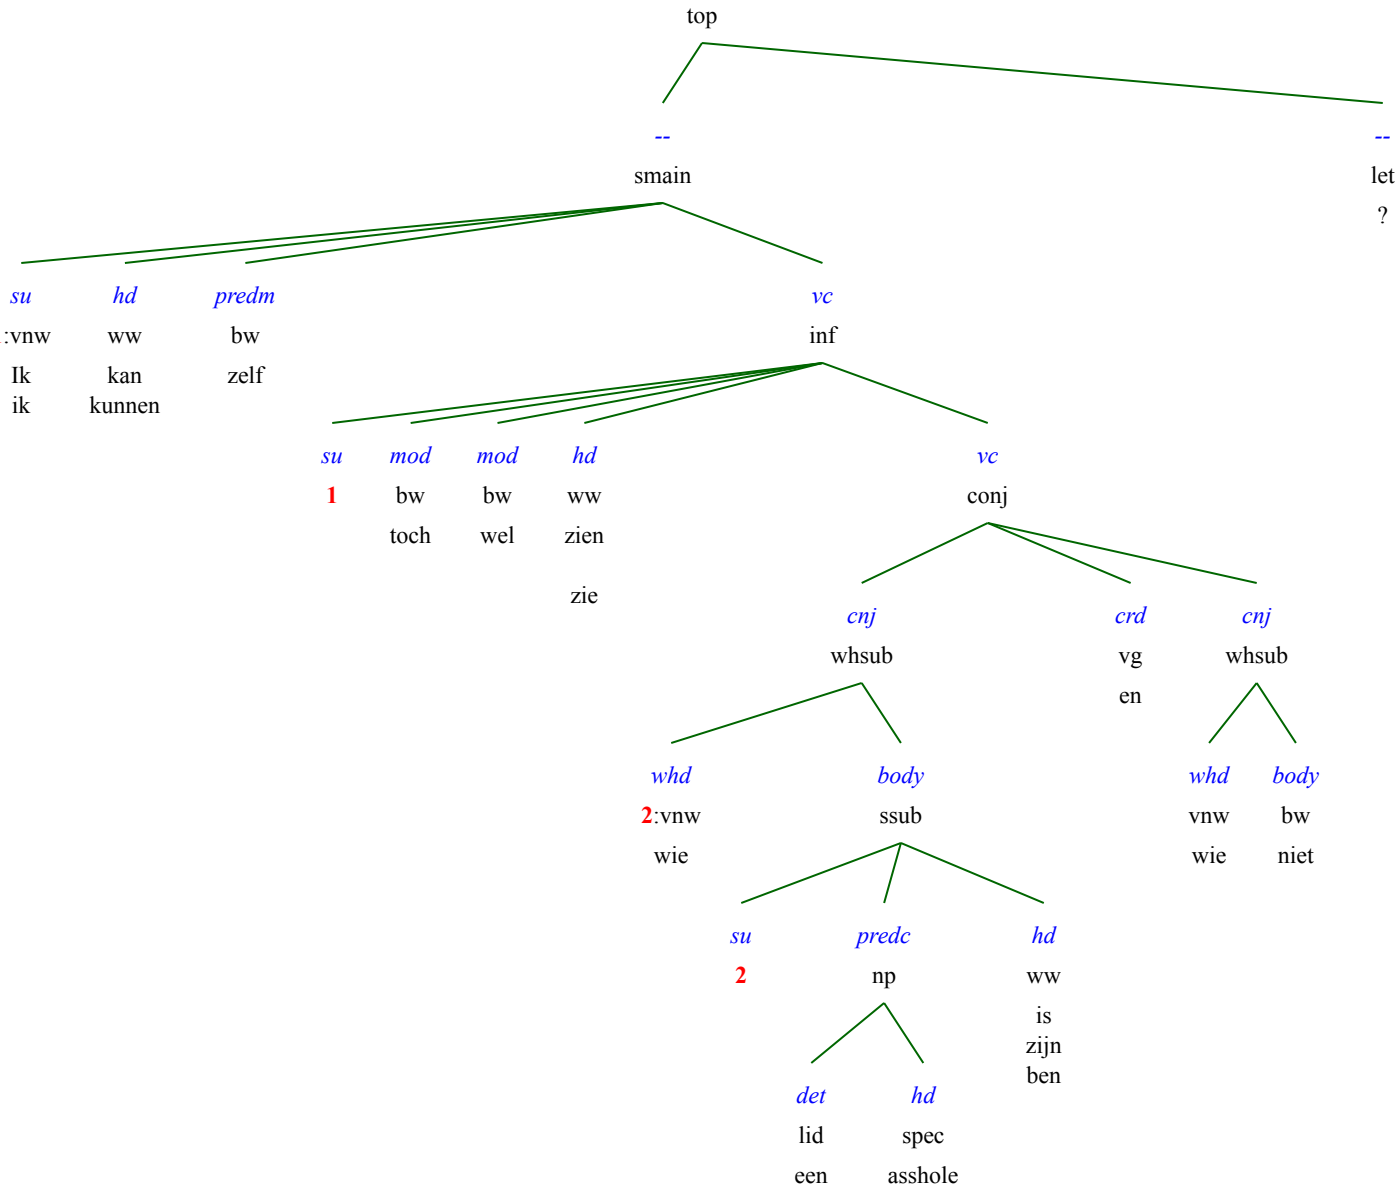 top
-- --
smain let
?
su hd predm vc
:vnw ww bw inf
Ik kan zelf
ik kunnen
su mod mod hd vc
1 bw bw ww conj
toch wel zien
zie
cnj crd cnj
whsub vg whsub
en
whd body whd body
2:vnw ssub vnw bw
wie wie niet
su predc hd
2 np ww
is
zijn
ben
det hd
lid spec
een asshole